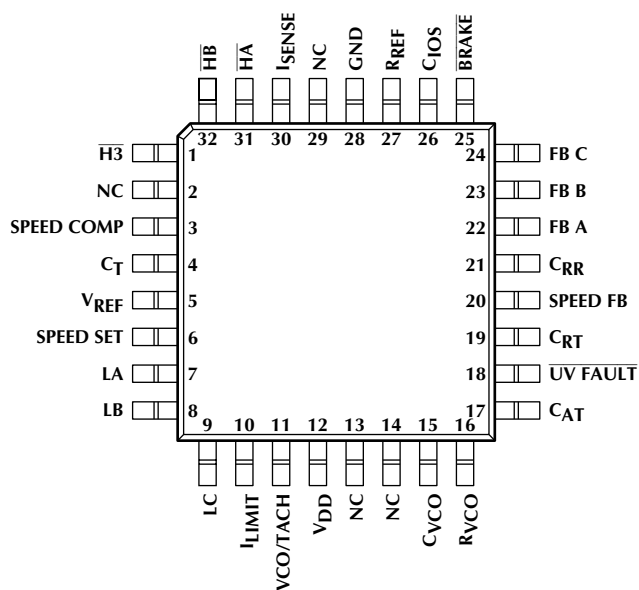 HB
HA
ISENSE
NC
GND
RREF
CIOS
BRAKE
32 31 30 29 28 27 26 25
H3 1
NC 2
SPEED COMP 3
CT 4
VREF 5
SPEED SET 6
LA 7
LB 8
24 FB C
23 FB B
22 FB A
21 CRR
20 SPEED FB
19 CRT
18 UV FAULT
17 CAT
9 10 11 12 13 14 15 16
LC
ILIMIT
VCO/TACH
VDD
NC
NC
CVCO
RVCO